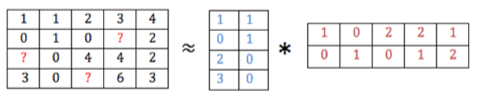 1 1 2 3 4
0 1 0 ? 2
? 0 4 4 2
3 0 ? 6 3
≈
1 1
0 1
2 0
3 0
*
1 0 2 2 1
0 1 0 1 2